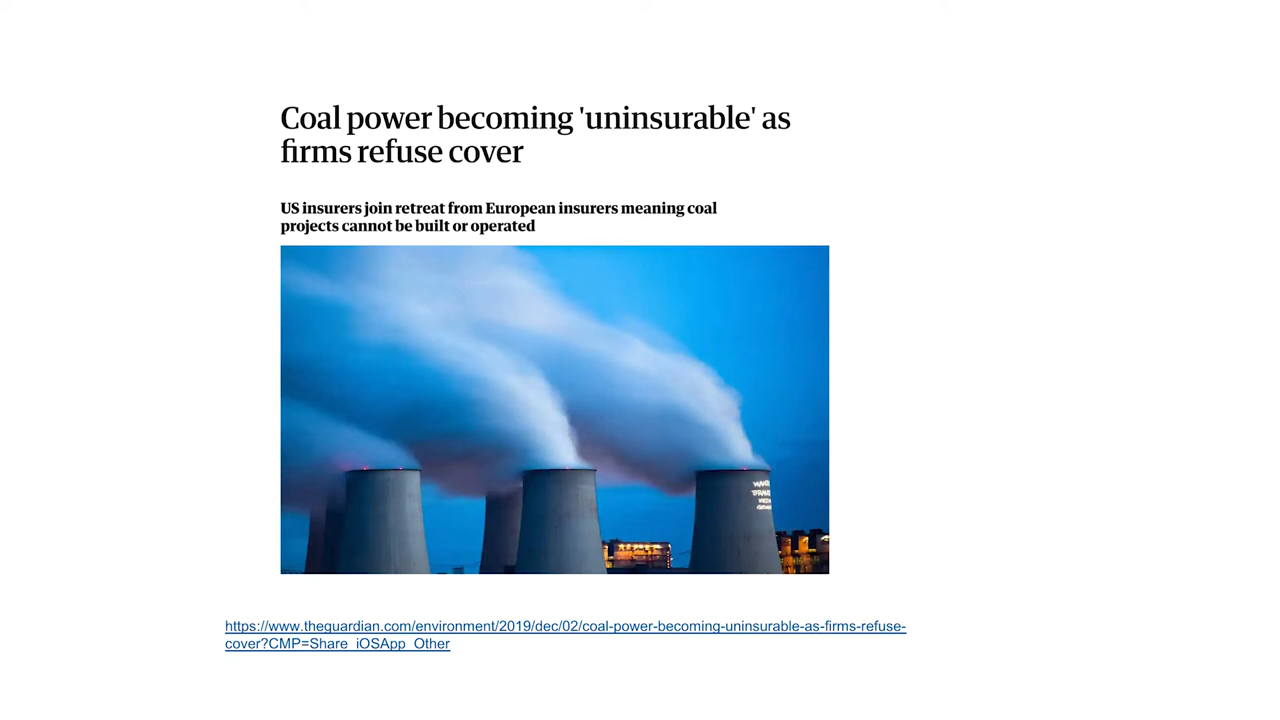 Coal power becoming 'uninsurable' as
firms refuse cover
US insurers join retreat from European insurers meaning coal
projects cannot be built or operated
https://www.theguardian.com/environment/2019/dec/02/coal-power-becoming-uninsurable-as-firms-refuse-
cover?CMP=Share_iOSApp_Other